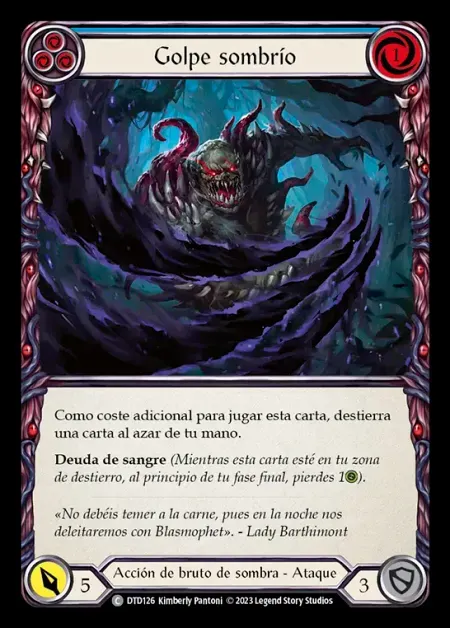 Golpe sombrío
1
Como coste adicional para jugar esta carta, destierra
una carta al azar de tu mano.
Deuda de sangre (Mientras esta carta esté en tu zona
de destierro, al principio de tu fase final, pierdes 1).
«No debéis temer a la carne, pues en la noche nos
deleitaremos con Blasmophet». - Lady Barthimont
5
Acción de bruto de sombra - Ataque
3
C DTD126 Kimberly Pantoni © 2023 Legend Story Studios